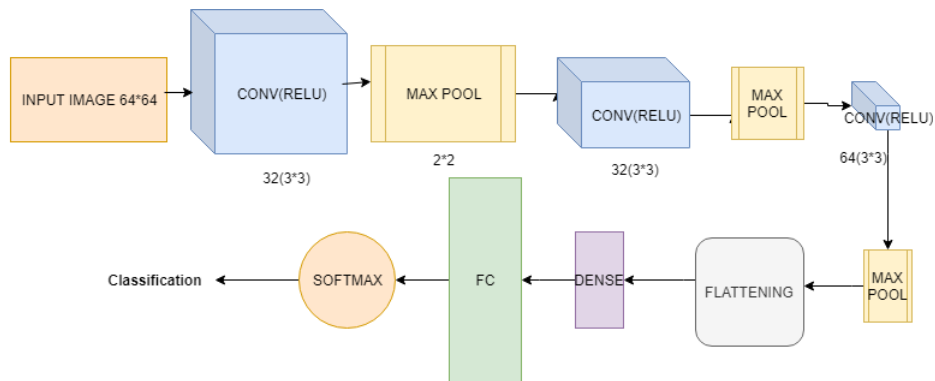 INPUT IMAGE 64*64
CONV(RELU)
32(3*3)
MAX POOL
2*2
CONV(RELU)
32(3*3)
MAX
POOL
CONV(RELU)
64(3*3)
MAX
POOL
FLATTENING
DENSE
FC
SOFTMAX
Classification